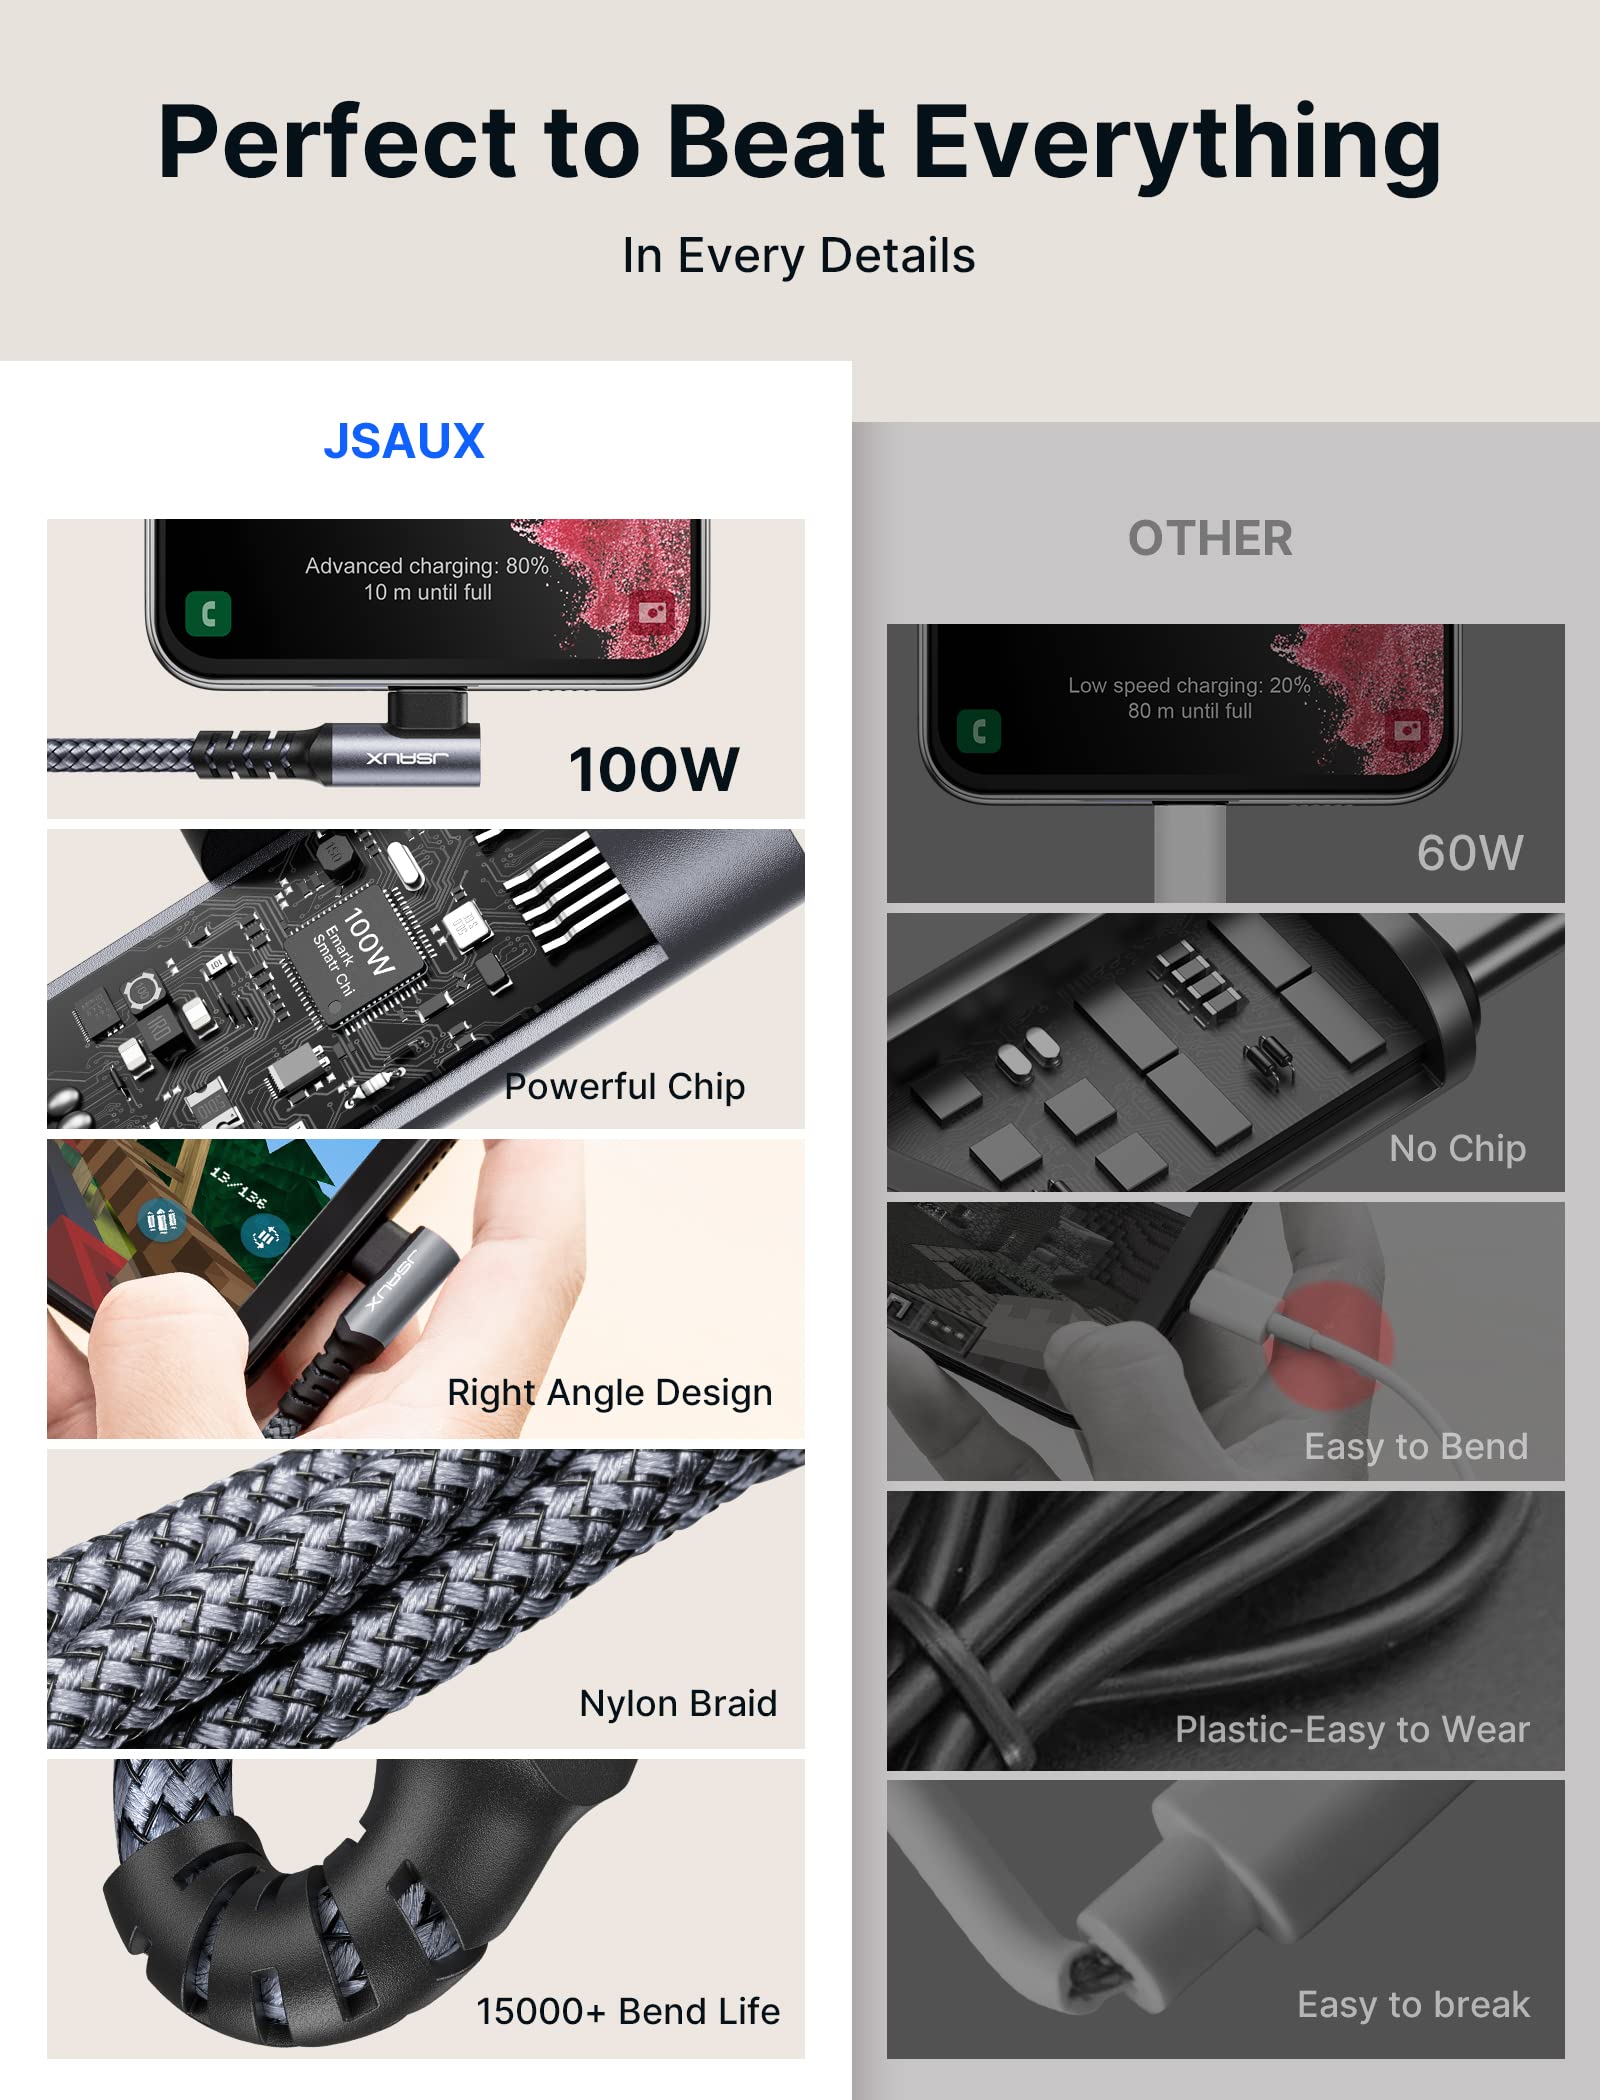 Perfect to Beat Everything
In Every Details
JSAUX
Advanced charging: 80%
10 m until full
JSAUX
100W
100W
Emark
Smatr Chi
Powerful Chip
13/136
JSAUX
Right Angle Design
Nylon Braid
15000+ Bend Life
OTHER
Low speed charging: 20%
80 m until full
60W
No Chip
Easy to Bend
Plastic-Easy to Wear
Easy to break